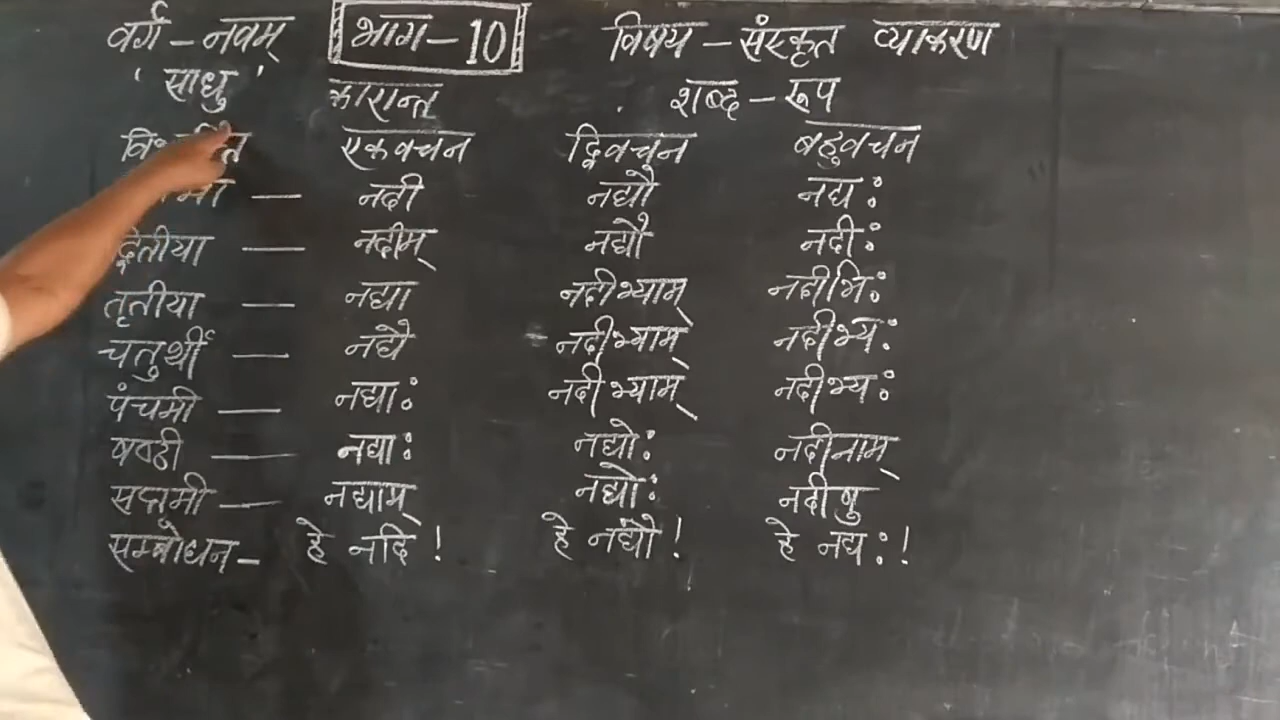 वर्ग - नवम् भाग - 10 विषय - संस्कृत व्याकरण
'साधु' कारान्त शब्द - रूप
एकवचन द्विवचन बहुवचन
— नदी नद्यौ नद्य:
द्वितीया — नदीम् नद्यौ नदी:
तृतीया — नद्या नदीभ्याम् नदीभि:
चतुर्थी — नद्यै नदीभ्याम् नदीभ्य:
पंचमी — नद्या: नदीभ्याम् नदीभ्य:
षष्ठी — नद्या: नद्यो: नदीनाम्
सप्तमी — नद्याम् नद्यो: नदीषु
सम्बोधन - हे नदि ! हे नद्यौ ! हे नद्य: !